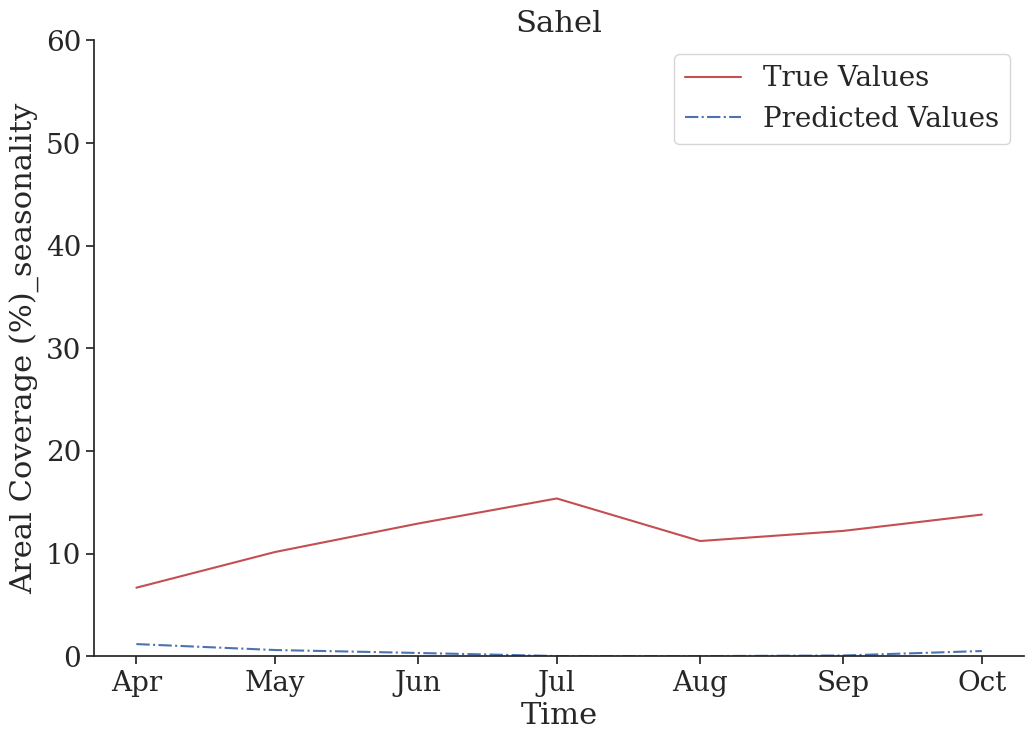 Sahel
True Values
Predicted Values
Areal Coverage (%)_seasonality
60
50
40
30
20
10
0
Apr May Jun Jul Aug Sep Oct
Time